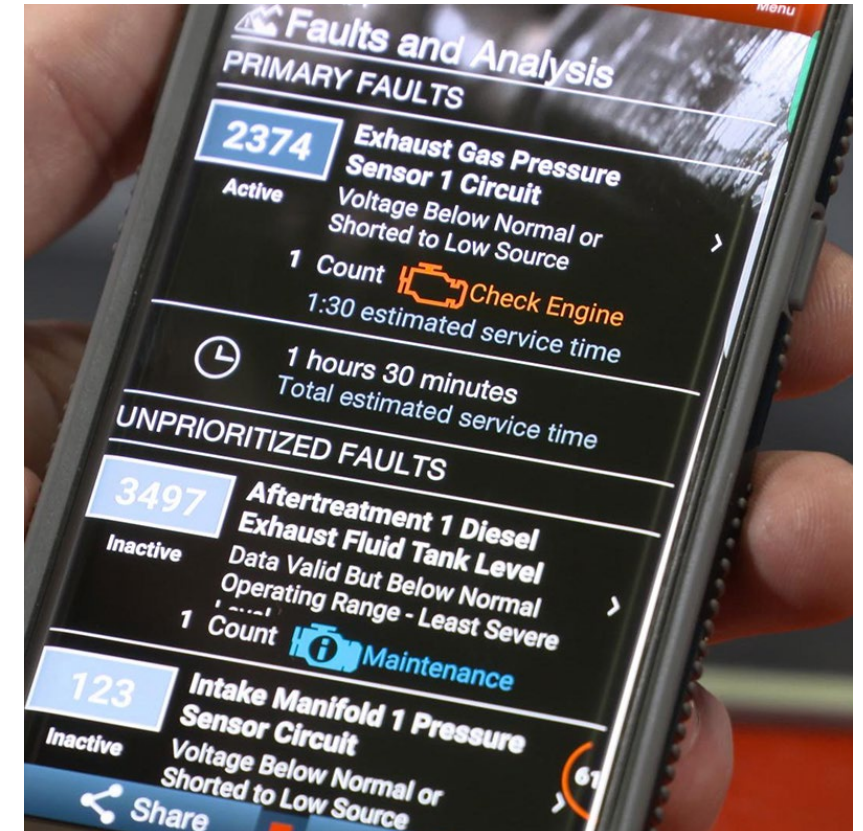 Menu
Faults and Analysis
PRIMARY FAULTS
2374
Active
Exhaust Gas Pressure
Sensor 1 Circuit
Voltage Below Normal or
Shorted to Low Source
1 Count Check Engine
1:30 estimated service time
1 hours 30 minutes
Total estimated service time
UNPRIORITIZED FAULTS
3497
Inactive
Aftertreatment 1 Diesel
Exhaust Fluid Tank Level
Data Valid But Below Normal
Operating Range - Least Severe
1 Count Maintenance
123
Inactive
Intake Manifold 1 Pressure
Sensor Circuit
Voltage Below Normal or
Shorted to Low Source
61
Share